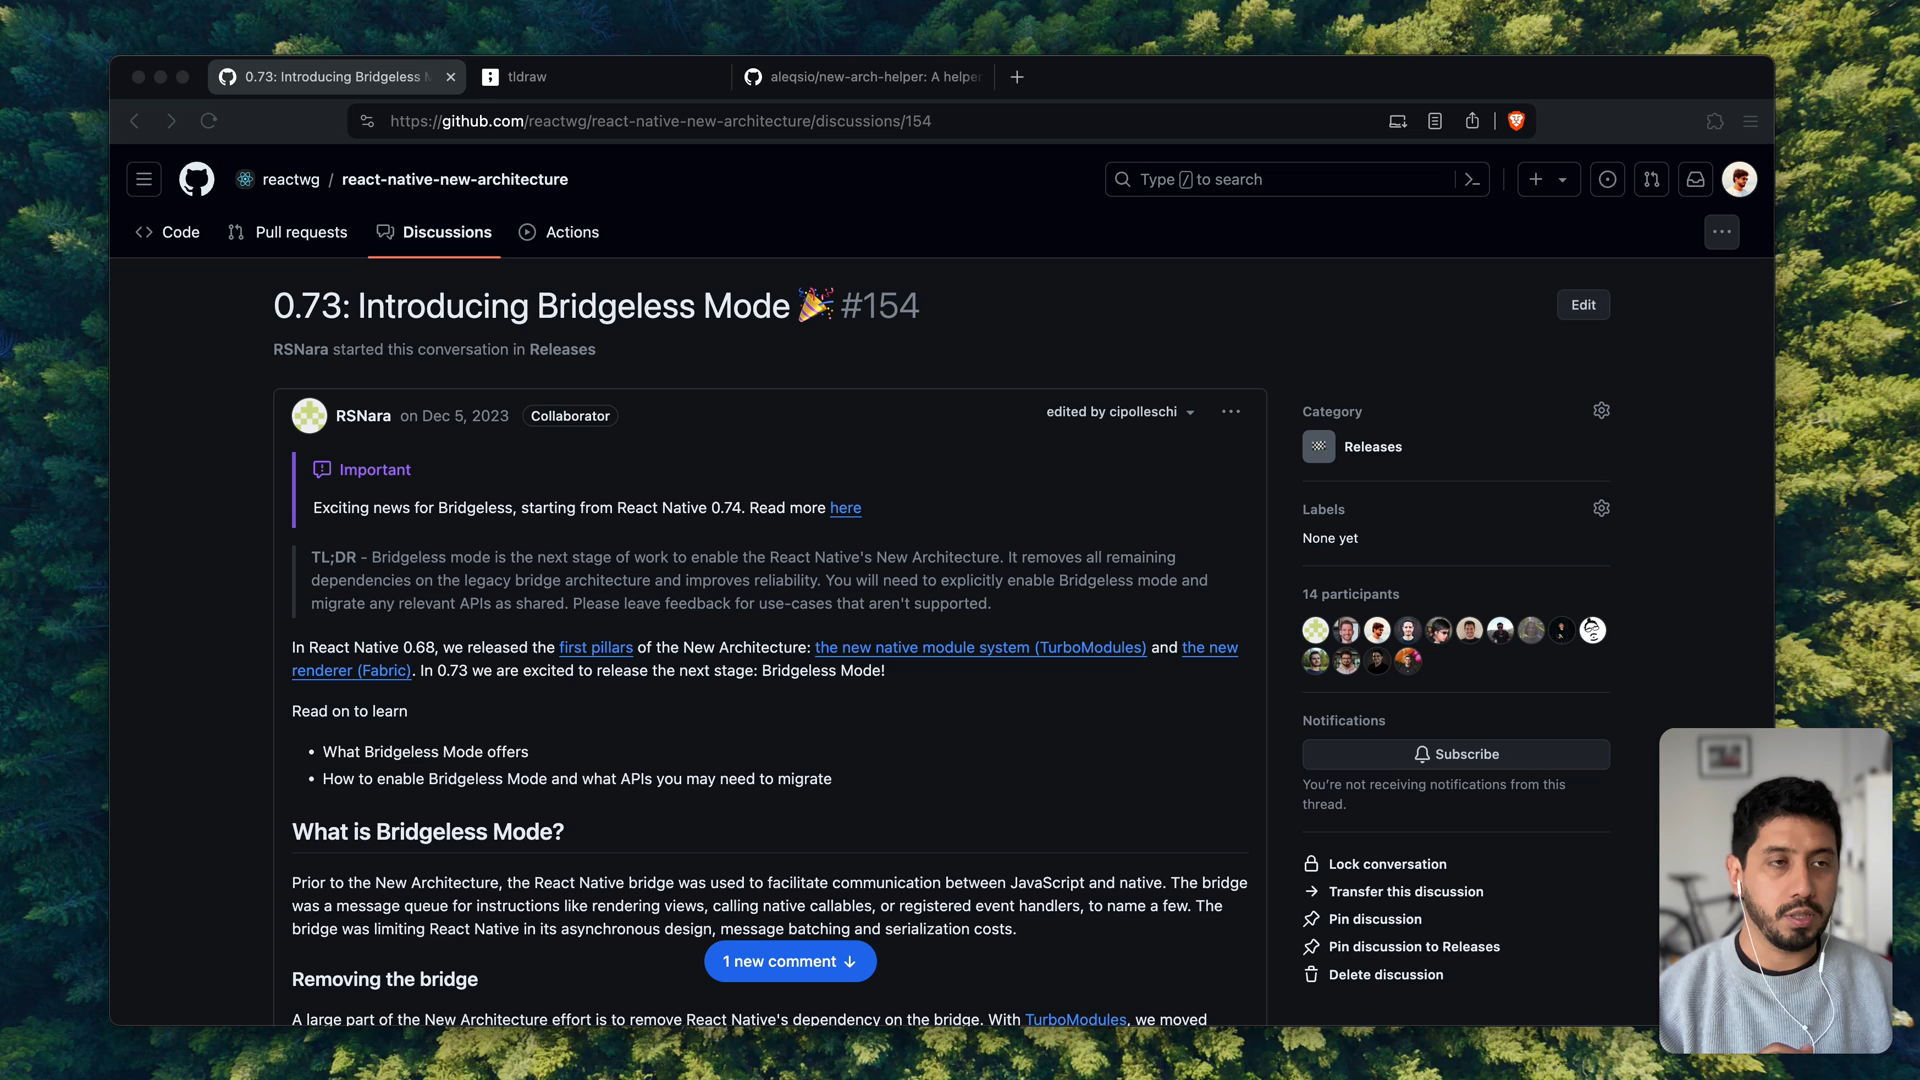 0.73: Introducing Bridgeless M
tldraw
aleqsio/new-arch-helper: A helper
https://github.com/reactwg/react-native-new-architecture/discussions/154
reactwg / react-native-new-architecture
Type / to search
Code
Pull requests
Discussions
Actions
0.73: Introducing Bridgeless Mode 🎉 #154
Edit
RSNara started this conversation in Releases
RSNara on Dec 5, 2023 Collaborator
edited by cipolleschi
Important
Exciting news for Bridgeless, starting from React Native 0.74. Read more here
TL;DR - Bridgeless mode is the next stage of work to enable the React Native's New Architecture. It removes all remaining
dependencies on the legacy bridge architecture and improves reliability. You will need to explicitly enable Bridgeless mode and
migrate any relevant APIs as shared. Please leave feedback for use-cases that aren't supported.
In React Native 0.68, we released the first pillars of the New Architecture: the new native module system (TurboModules) and the new
renderer (Fabric). In 0.73 we are excited to release the next stage: Bridgeless Mode!
Read on to learn
• What Bridgeless Mode offers
• How to enable Bridgeless Mode and what APIs you may need to migrate
What is Bridgeless Mode?
Prior to the New Architecture, the React Native bridge was used to facilitate communication between JavaScript and native. The bridge
was a message queue for instructions like rendering views, calling native callables, or registered event handlers, to name a few. The
bridge was limiting React Native in its asynchronous design, message batching and serialization costs.
1 new comment ↓
Removing the bridge
A large part of the New Architecture effort is to remove React Native's dependency on the bridge. With TurboModules, we moved
Category
Releases
Labels
None yet
14 participants
Notifications
Subscribe
You're not receiving notifications from this
thread.
Lock conversation
Transfer this discussion
Pin discussion
Pin discussion to Releases
Delete discussion